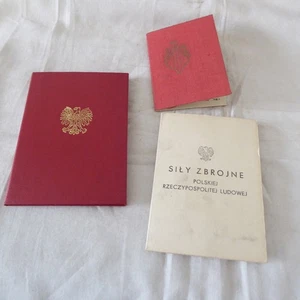 SIŁY ZBROJNE
POLSKIEJ
RZECZYPOSPOLITEJ LUDOWEJ